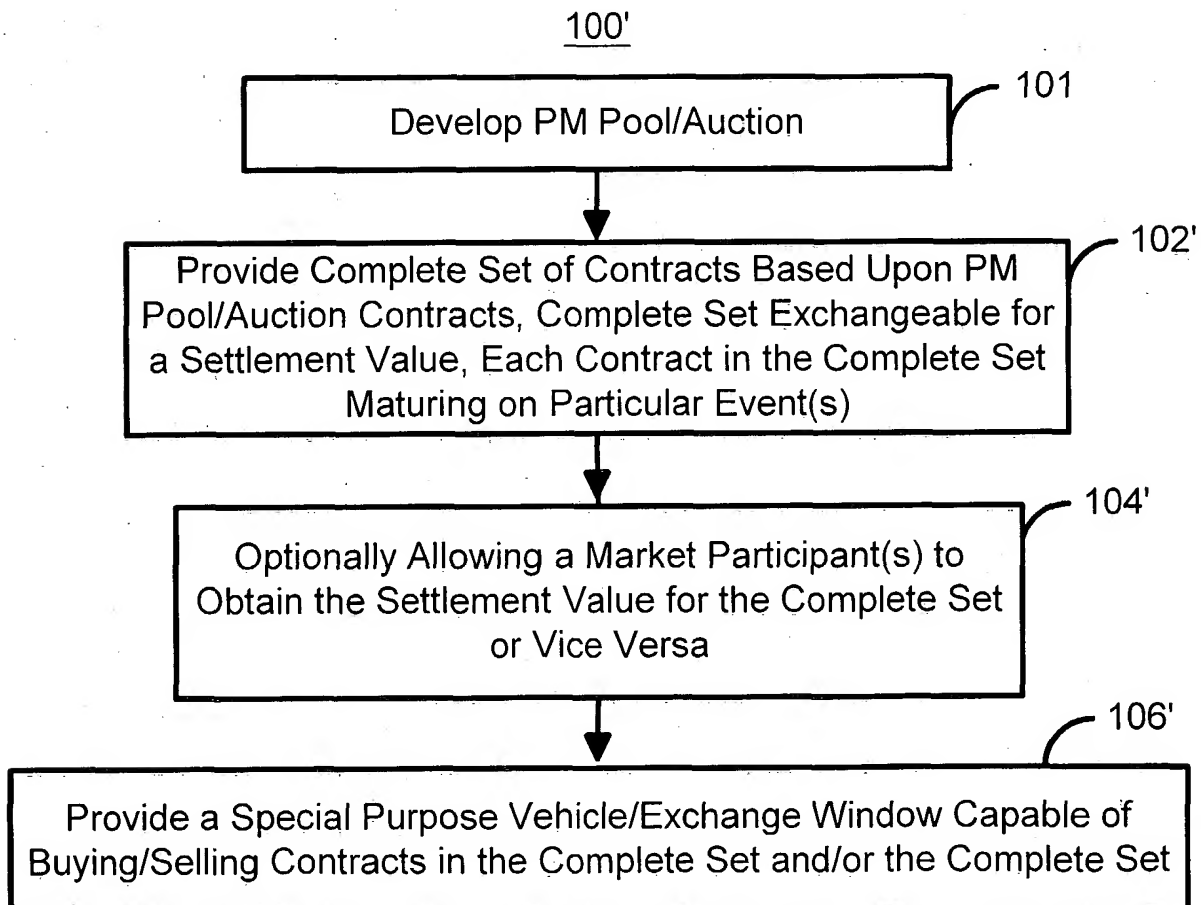 100'
101
Develop PM Pool/Auction
102'
Provide Complete Set of Contracts Based Upon PM
Pool/Auction Contracts, Complete Set Exchangeable for
a Settlement Value, Each Contract in the Complete Set
Maturing on Particular Event(s)
104'
Optionally Allowing a Market Participant(s) to
Obtain the Settlement Value for the Complete Set
or Vice Versa
106'
Provide a Special Purpose Vehicle/Exchange Window Capable of
Buying/Selling Contracts in the Complete Set and/or the Complete Set